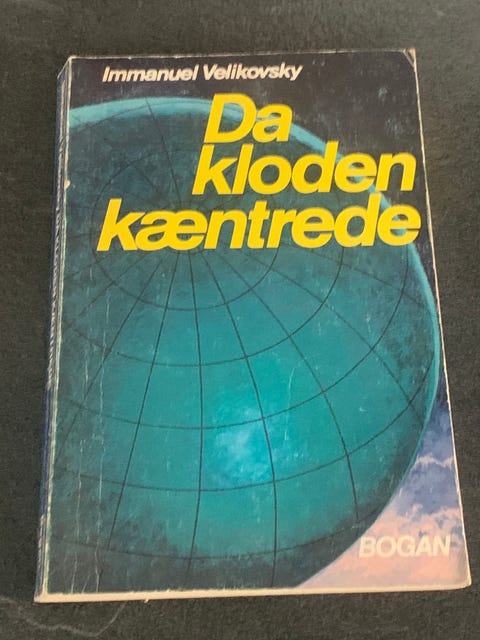 Immanuel Velikovsky
Da
kloden
kæntrede
BOGAN